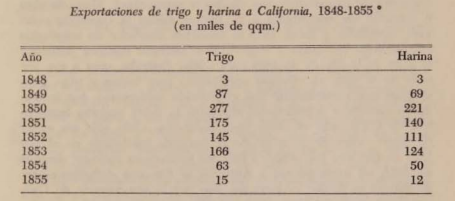 Exportaciones de trigo y harina a California, 1848-1855 *
(en miles de qqm.)
Año Trigo Harina
1848 3 3
1849 87 69
1850 277 221
1851 175 140
1852 145 111
1853 166 124
1854 63 50
1855 15 12